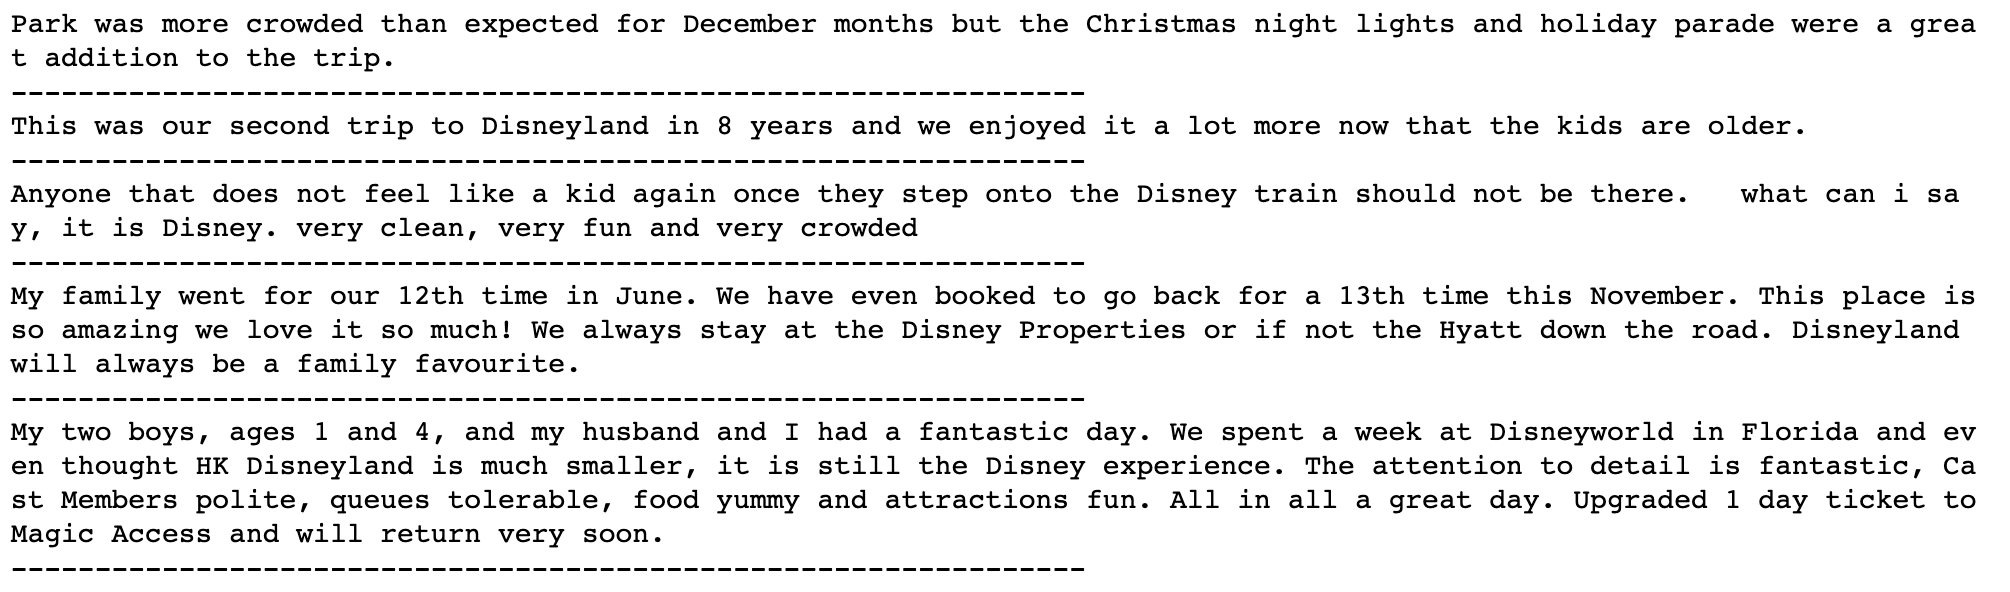 Park was more crowded than expected for December months but the Christmas night lights and holiday parade were a grea
t addition to the trip.
----------------------------------------------------------------
This was our second trip to Disneyland in 8 years and we enjoyed it a lot more now that the kids are older.
----------------------------------------------------------------
Anyone that does not feel like a kid again once they step onto the Disney train should not be there.   what can i sa
y, it is Disney. very clean, very fun and very crowded
----------------------------------------------------------------
My family went for our 12th time in June. We have even booked to go back for a 13th time this November. This place is
so amazing we love it so much! We always stay at the Disney Properties or if not the Hyatt down the road. Disneyland
will always be a family favourite.
----------------------------------------------------------------
My two boys, ages 1 and 4, and my husband and I had a fantastic day. We spent a week at Disneyworld in Florida and ev
en thought HK Disneyland is much smaller, it is still the Disney experience. The attention to detail is fantastic, Ca
st Members polite, queues tolerable, food yummy and attractions fun. All in all a great day. Upgraded 1 day ticket to
Magic Access and will return very soon.
----------------------------------------------------------------